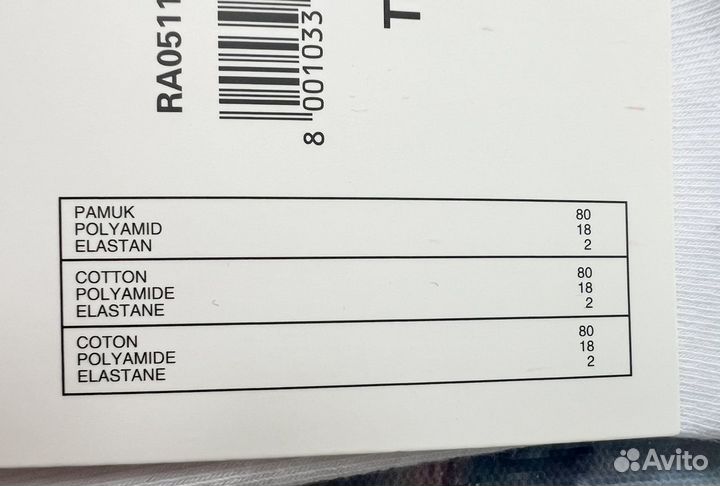 RA0511
8 001033
T
PAMUK 80
POLYAMID 18
ELASTAN 2
COTTON 80
POLYAMIDE 18
ELASTANE 2
COTON 80
POLYAMIDE 18
ELASTANE 2
Avito